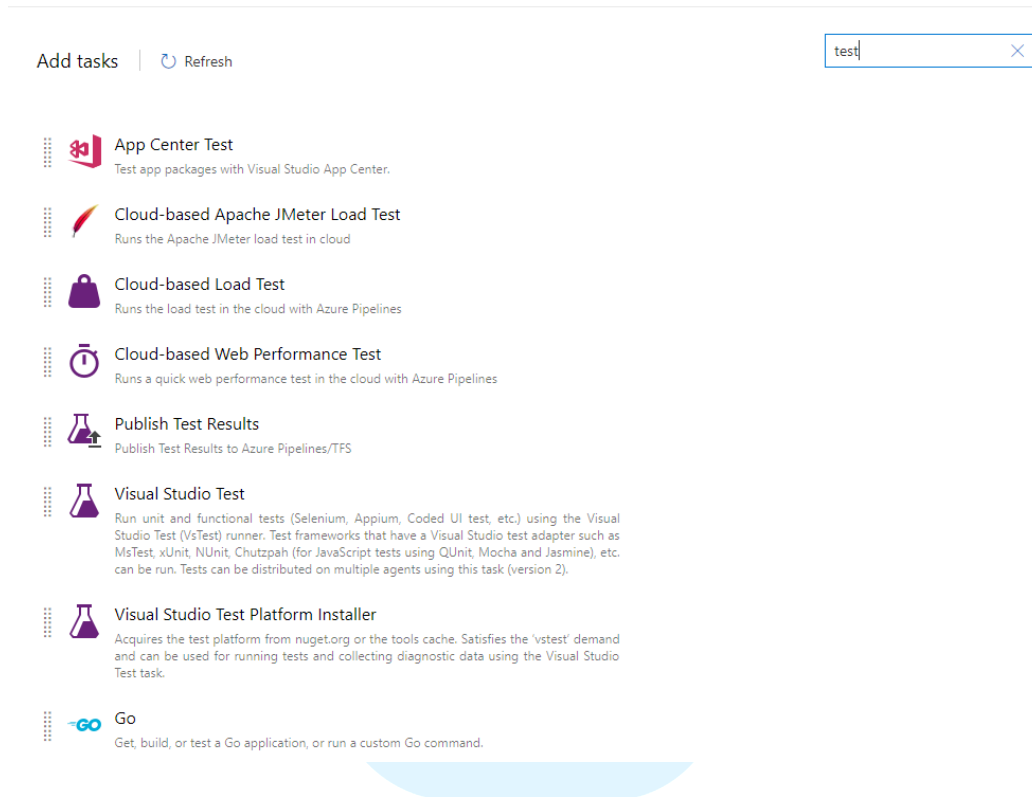 Add tasks
Refresh
test
App Center Test
Test app packages with Visual Studio App Center.
Cloud-based Apache JMeter Load Test
Runs the Apache JMeter load test in cloud
Cloud-based Load Test
Runs the load test in the cloud with Azure Pipelines
Cloud-based Web Performance Test
Runs a quick web performance test in the cloud with Azure Pipelines
Publish Test Results
Publish Test Results to Azure Pipelines/TFS
Visual Studio Test
Run unit and functional tests (Selenium, Appium, Coded UI test, etc.) using the Visual
Studio Test (VsTest) runner. Test frameworks that have a Visual Studio test adapter such as
MsTest, xUnit, NUnit, Chutzpah (for JavaScript tests using QUnit, Mocha and Jasmine), etc.
can be run. Tests can be distributed on multiple agents using this task (version 2).
Visual Studio Test Platform Installer
Acquires the test platform from nuget.org or the tools cache. Satisfies the 'vstest' demand
and can be used for running tests and collecting diagnostic data using the Visual Studio
Test task.
GO
Go
Get, build, or test a Go application, or run a custom Go command.